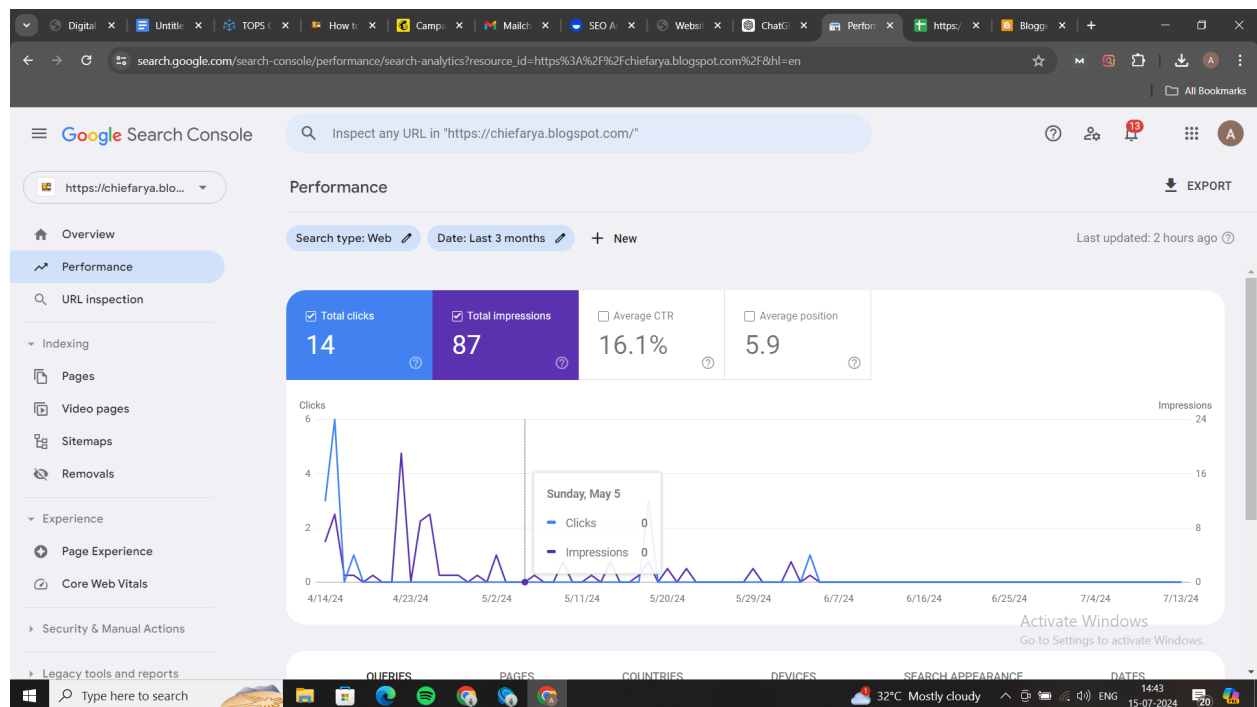 Digital
Untitle
TOPS C
How to
Campa
Mailch
SEO A
Websit
ChatG
Perform
https:/
Blogge
search.google.com/search-console/performance/search-analytics?resource_id=https%3A%2F%2Fchiefarya.blogspot.com%2F&hl=en
All Bookmarks
Google Search Console
Inspect any URL in "https://chiefarya.blogspot.com/"
13
A
https://chiefarya.blo...
Performance
EXPORT
Overview
Performance
URL inspection
Indexing
Pages
Video pages
Sitemaps
Removals
Experience
Page Experience
Core Web Vitals
Security & Manual Actions
Legacy tools and reports
Search type: Web
Date: Last 3 months
New
Last updated: 2 hours ago
Total clicks
14
Total impressions
87
Average CTR
16.1%
Average position
5.9
Clicks
Impressions
6
24
4
16
2
8
0
0
Sunday, May 5
Clicks 0
Impressions 0
4/14/24 4/23/24 5/2/24 5/11/24 5/20/24 5/29/24 6/7/24 6/16/24 6/25/24 7/4/24 7/13/24
Activate Windows
Go to Settings to activate Windows.
QUERIES PAGES COUNTRIES DEVICES SEARCH APPEARANCE DATES
Type here to search
32°C Mostly cloudy
ENG
14:43
15-07-2024
20